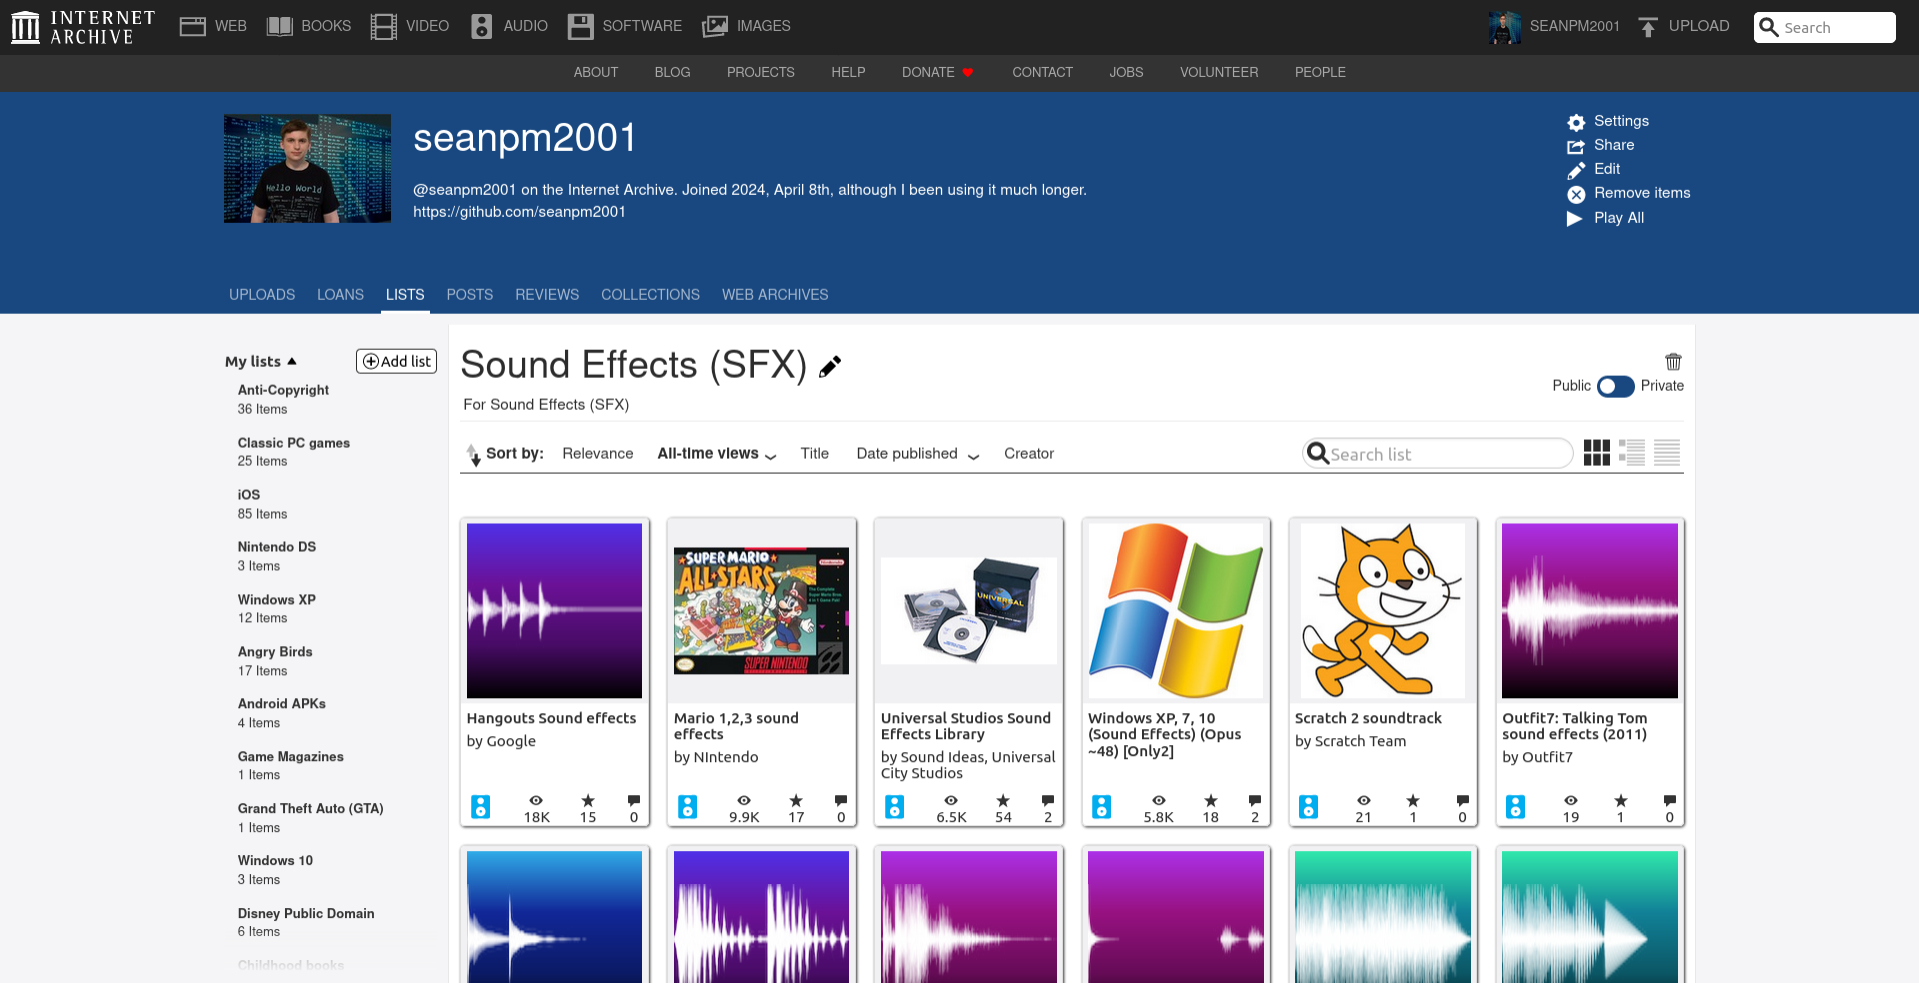 INTERNET ARCHIVE
WEB
BOOKS
VIDEO
AUDIO
SOFTWARE
IMAGES
SEANPM2001
UPLOAD
Search
ABOUT
BLOG
PROJECTS
HELP
DONATE
CONTACT
JOBS
VOLUNTEER
PEOPLE
Hello World
seanpm2001
@seanpm2001 on the Internet Archive. Joined 2024, April 8th, although I been using it much longer.
https://github.com/seanpm2001
Settings
Share
Edit
Remove items
Play All
UPLOADS
LOANS
LISTS
POSTS
REVIEWS
COLLECTIONS
WEB ARCHIVES
My lists
Add list
Anti-Copyright
36 Items
Classic PC games
25 Items
iOS
85 Items
Nintendo DS
3 Items
Windows XP
12 Items
Angry Birds
17 Items
Android APKs
4 Items
Game Magazines
1 Items
Grand Theft Auto (GTA)
1 Items
Windows 10
3 Items
Disney Public Domain
6 Items
Childhood books
Sound Effects (SFX)
For Sound Effects (SFX)
Public
Private
Sort by:
Relevance
All-time views
Title
Date published
Creator
Search list
Hangouts Sound effects
by Google
18K
15
0
SUPER MARIO
ALL-STARS
Nintendo
SUPER NINTENDO
Mario 1,2,3 sound
effects
by NIntendo
9.9K
17
0
UNIVERSAL
Universal Studios Sound
Effects Library
by Sound Ideas, Universal
City Studios
6.5K
54
2
Windows XP, 7, 10
(Sound Effects) (Opus
~48) [Only2]
5.8K
18
2
Scratch 2 soundtrack
by Scratch Team
21
1
0
Outfit7: Talking Tom
sound effects (2011)
by Outfit7
19
1
0